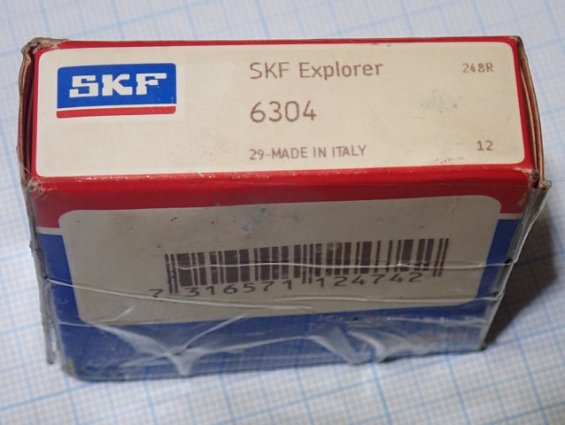 SKF
SKF Explorer 248R
6304
29-MADE IN ITALY 12
7 316571 124742